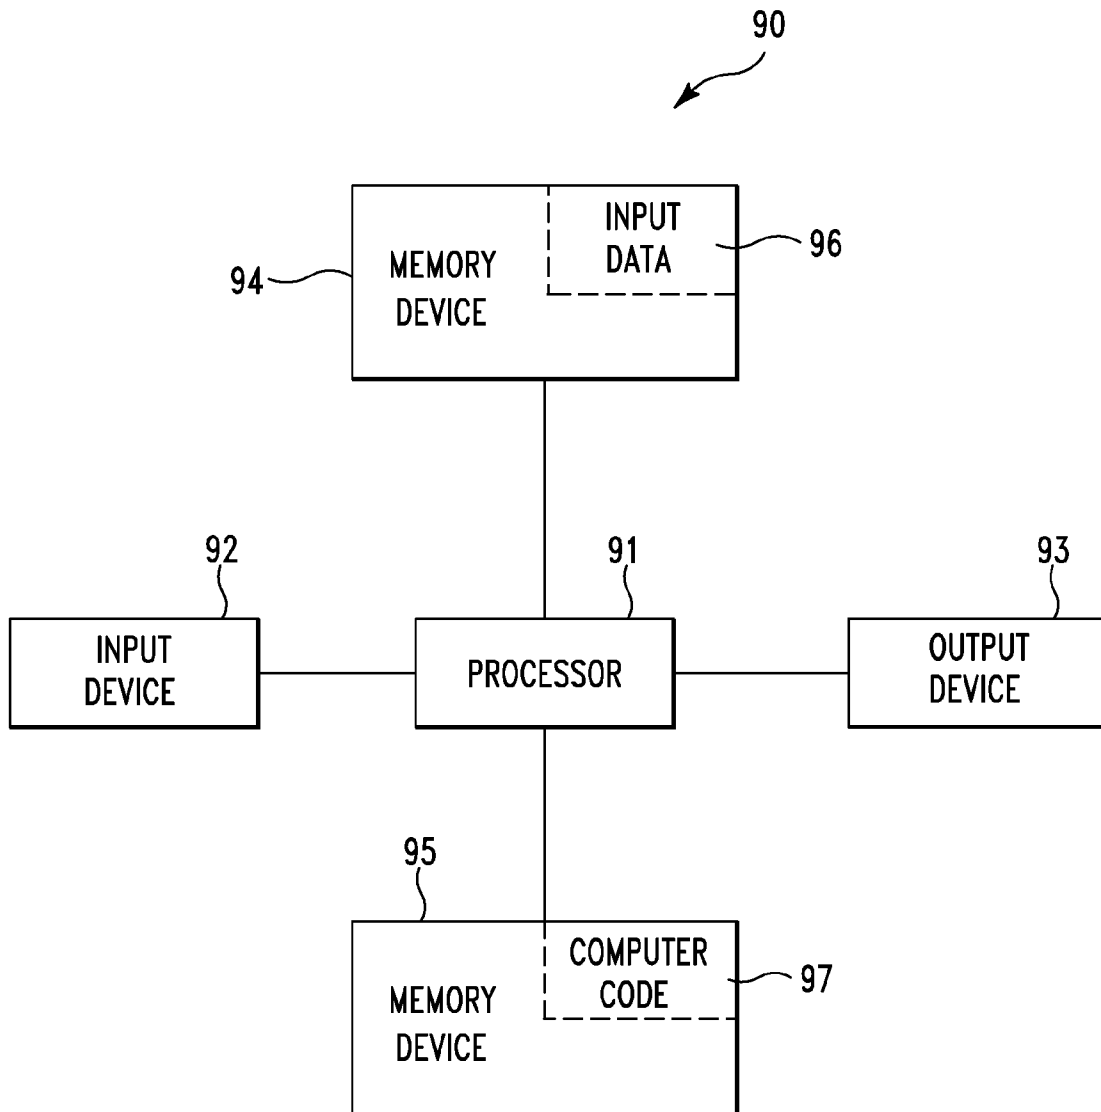 90
INPUT
DATA
96
MEMORY
DEVICE
94
92
91
93
INPUT
DEVICE
PROCESSOR
OUTPUT
DEVICE
95
COMPUTER
CODE
97
MEMORY
DEVICE